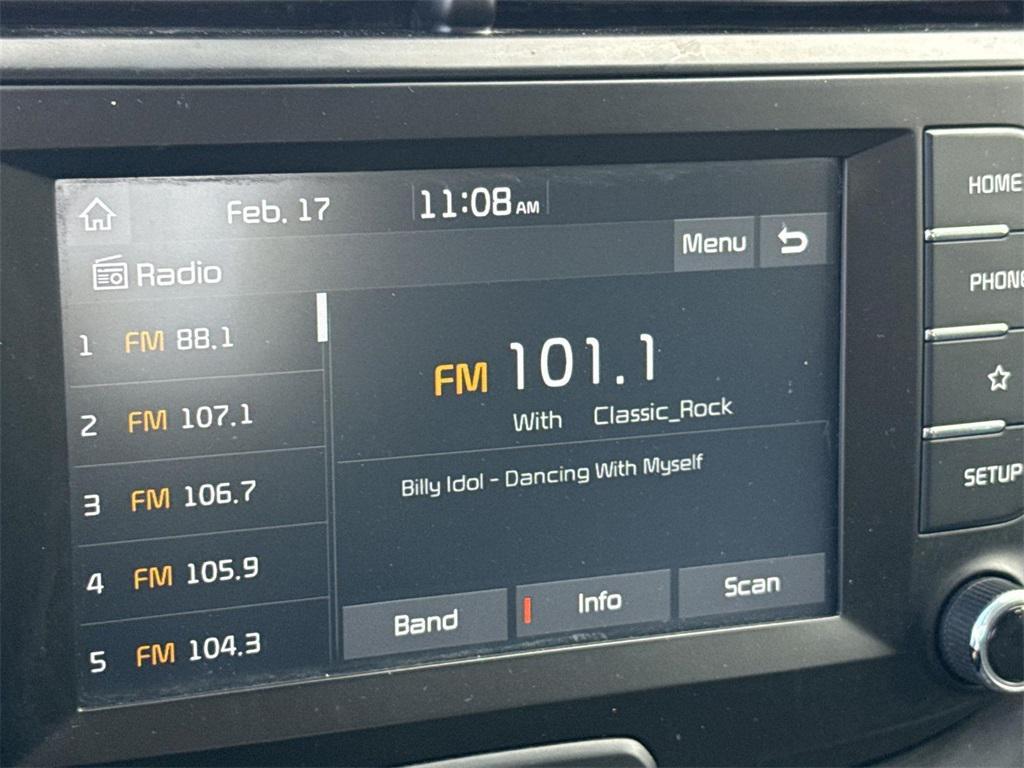 Feb. 17 11:08 AM
Radio
Menu
1 FM 88.1
2 FM 107.1
3 FM 106.7
4 FM 105.9
5 FM 104.3
FM 101.1
With Classic_Rock
Billy Idol - Dancing With Myself
Band Info Scan
HOME
PHONE
SETUP